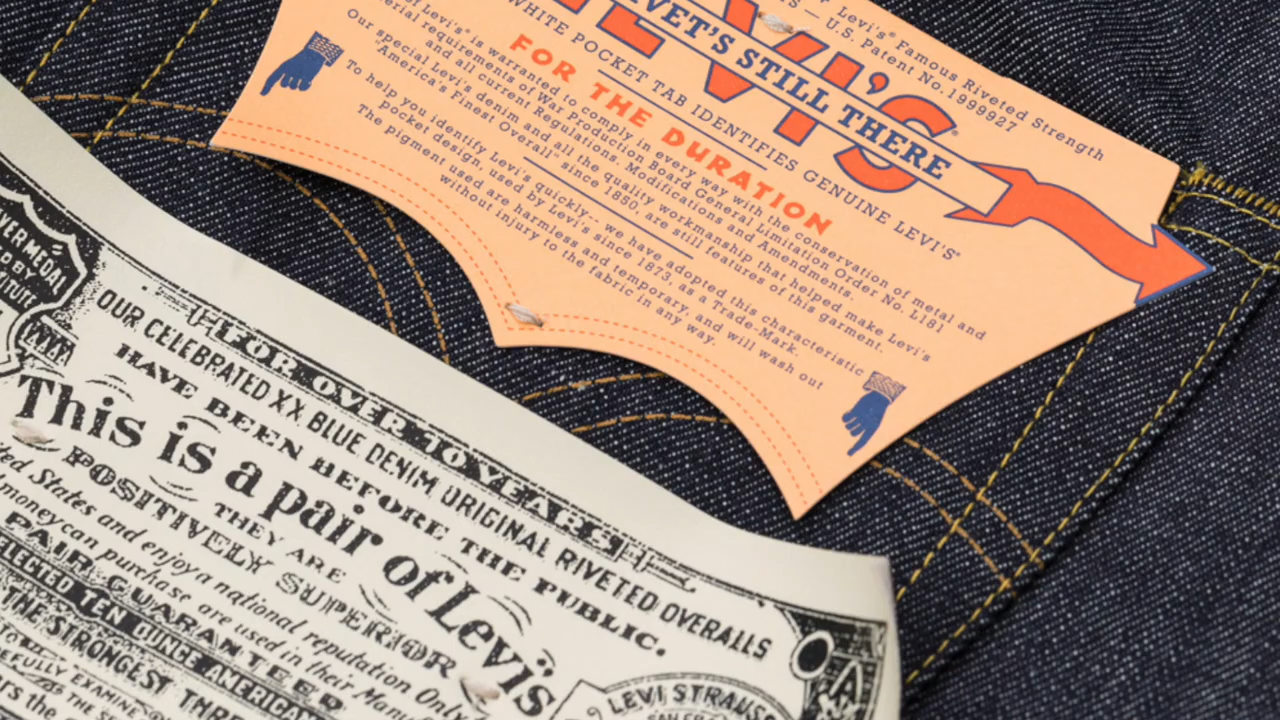 Levi's® Famous Riveted Strength
U.S. Patent No. 1999927
LEVI'S®
RIVET'S STILL THERE
WHITE POCKET TAB IDENTIFIES GENUINE LEVI'S®
FOR THE DURATION
of Levi's® is warranted to comply in every way with the conservation of metal and
requirements of War Production Board General Limitation Order No. L181
and all current Regulations, Modifications and Amendments.
Our special Levi's denim and all the quality workmanship that helped make Levi's
"America's Finest Overall" since 1850, are still features of this garment.
To help you identify Levi's quickly-- we have adopted this characteristic
pocket design, used by Levi's since 1873, as a Trade-Mark.
The pigment used are harmless and temporary, and will wash out
without injury to the fabric in any way.
FOR OVER 70 YEARS
OUR CELEBRATED XX BLUE DENIM ORIGINAL RIVETED OVERALLS
HAVE BEEN BEFORE THE PUBLIC.
This is a pair of Levi's
THEY ARE
POSITIVELY SUPERIOR
States and enjoy a national reputation Only
money can purchase are used in their
PAIR GUARANTEED
TEN OUNCE AMERICAN
THE STRONGEST
LEVI STRAUSS